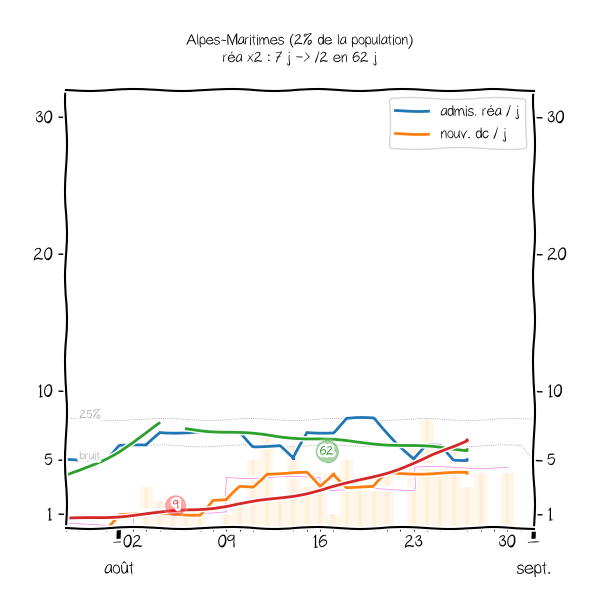 Alpes-Maritimes (2% de la population)
réa x2 : 7 j -> /2 en 62 j
admis. réa / j
nouv. dc / j
30
30
20
20
10
10
25%
bruit
5
5
62
9
1
1
02
09
16
23
30
août
sept.